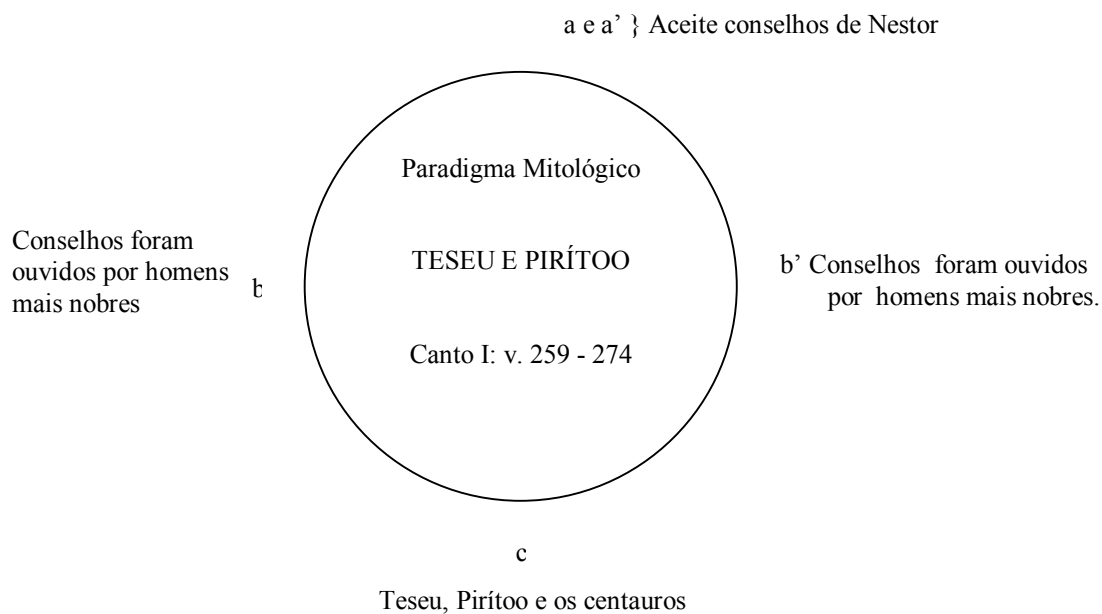 a e a’ } Aceite conselhos de Nestor
Paradigma Mitológico
TESEU E PIRÍTOO
Canto I: v. 259 - 274
Conselhos foram
ouvidos por homens
mais nobres
b
b’ Conselhos foram ouvidos
por homens mais nobres.
c
Teseu, Pirítoo e os centauros